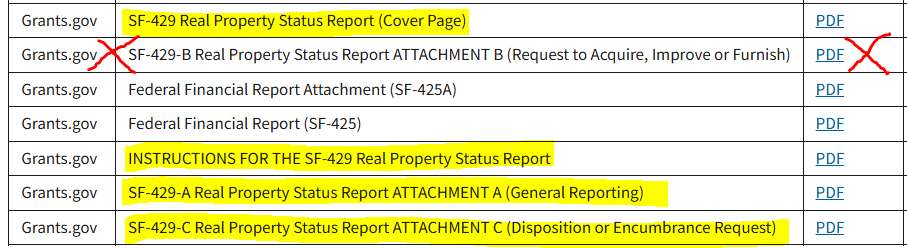 Grants.gov SF-429 Real Property Status Report (Cover Page) PDF
Grants.gov SF-429-B Real Property Status Report ATTACHMENT B (Request to Acquire, Improve or Furnish) PDF
Grants.gov Federal Financial Report Attachment (SF-425A) PDF
Grants.gov Federal Financial Report (SF-425) PDF
Grants.gov INSTRUCTIONS FOR THE SF-429 Real Property Status Report PDF
Grants.gov SF-429-A Real Property Status Report ATTACHMENT A (General Reporting) PDF
Grants.gov SF-429-C Real Property Status Report ATTACHMENT C (Disposition or Encumbrance Request) PDF